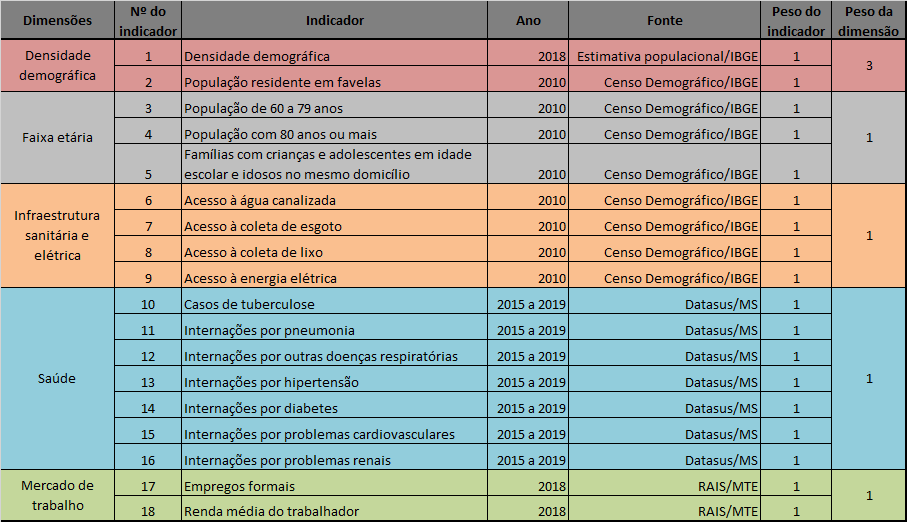 Dimensões Nº do indicador Indicador Ano Fonte Peso do indicador Peso da dimensão
Densidade demográfica
1 Densidade demográfica 2018 Estimativa populacional/IBGE 1
2 População residente em favelas 2010 Censo Demográfico/IBGE 1
3
Faixa etária
3 População de 60 a 79 anos 2010 Censo Demográfico/IBGE 1
4 População com 80 anos ou mais 2010 Censo Demográfico/IBGE 1
5 Famílias com crianças e adolescentes em idade escolar e idosos no mesmo domicílio 2010 Censo Demográfico/IBGE 1
1
Infraestrutura sanitária e elétrica
6 Acesso à água canalizada 2010 Censo Demográfico/IBGE 1
7 Acesso à coleta de esgoto 2010 Censo Demográfico/IBGE 1
8 Acesso à coleta de lixo 2010 Censo Demográfico/IBGE 1
9 Acesso à energia elétrica 2010 Censo Demográfico/IBGE 1
1
Saúde
10 Casos de tuberculose 2015 a 2019 Datasus/MS 1
11 Internações por pneumonia 2015 a 2019 Datasus/MS 1
12 Internações por outras doenças respiratórias 2015 a 2019 Datasus/MS 1
13 Internações por hipertensão 2015 a 2019 Datasus/MS 1
14 Internações por diabetes 2015 a 2019 Datasus/MS 1
15 Internações por problemas cardiovasculares 2015 a 2019 Datasus/MS 1
16 Internações por problemas renais 2015 a 2019 Datasus/MS 1
1
Mercado de trabalho
17 Empregos formais 2018 RAIS/MTE 1
18 Renda média do trabalhador 2018 RAIS/MTE 1
1